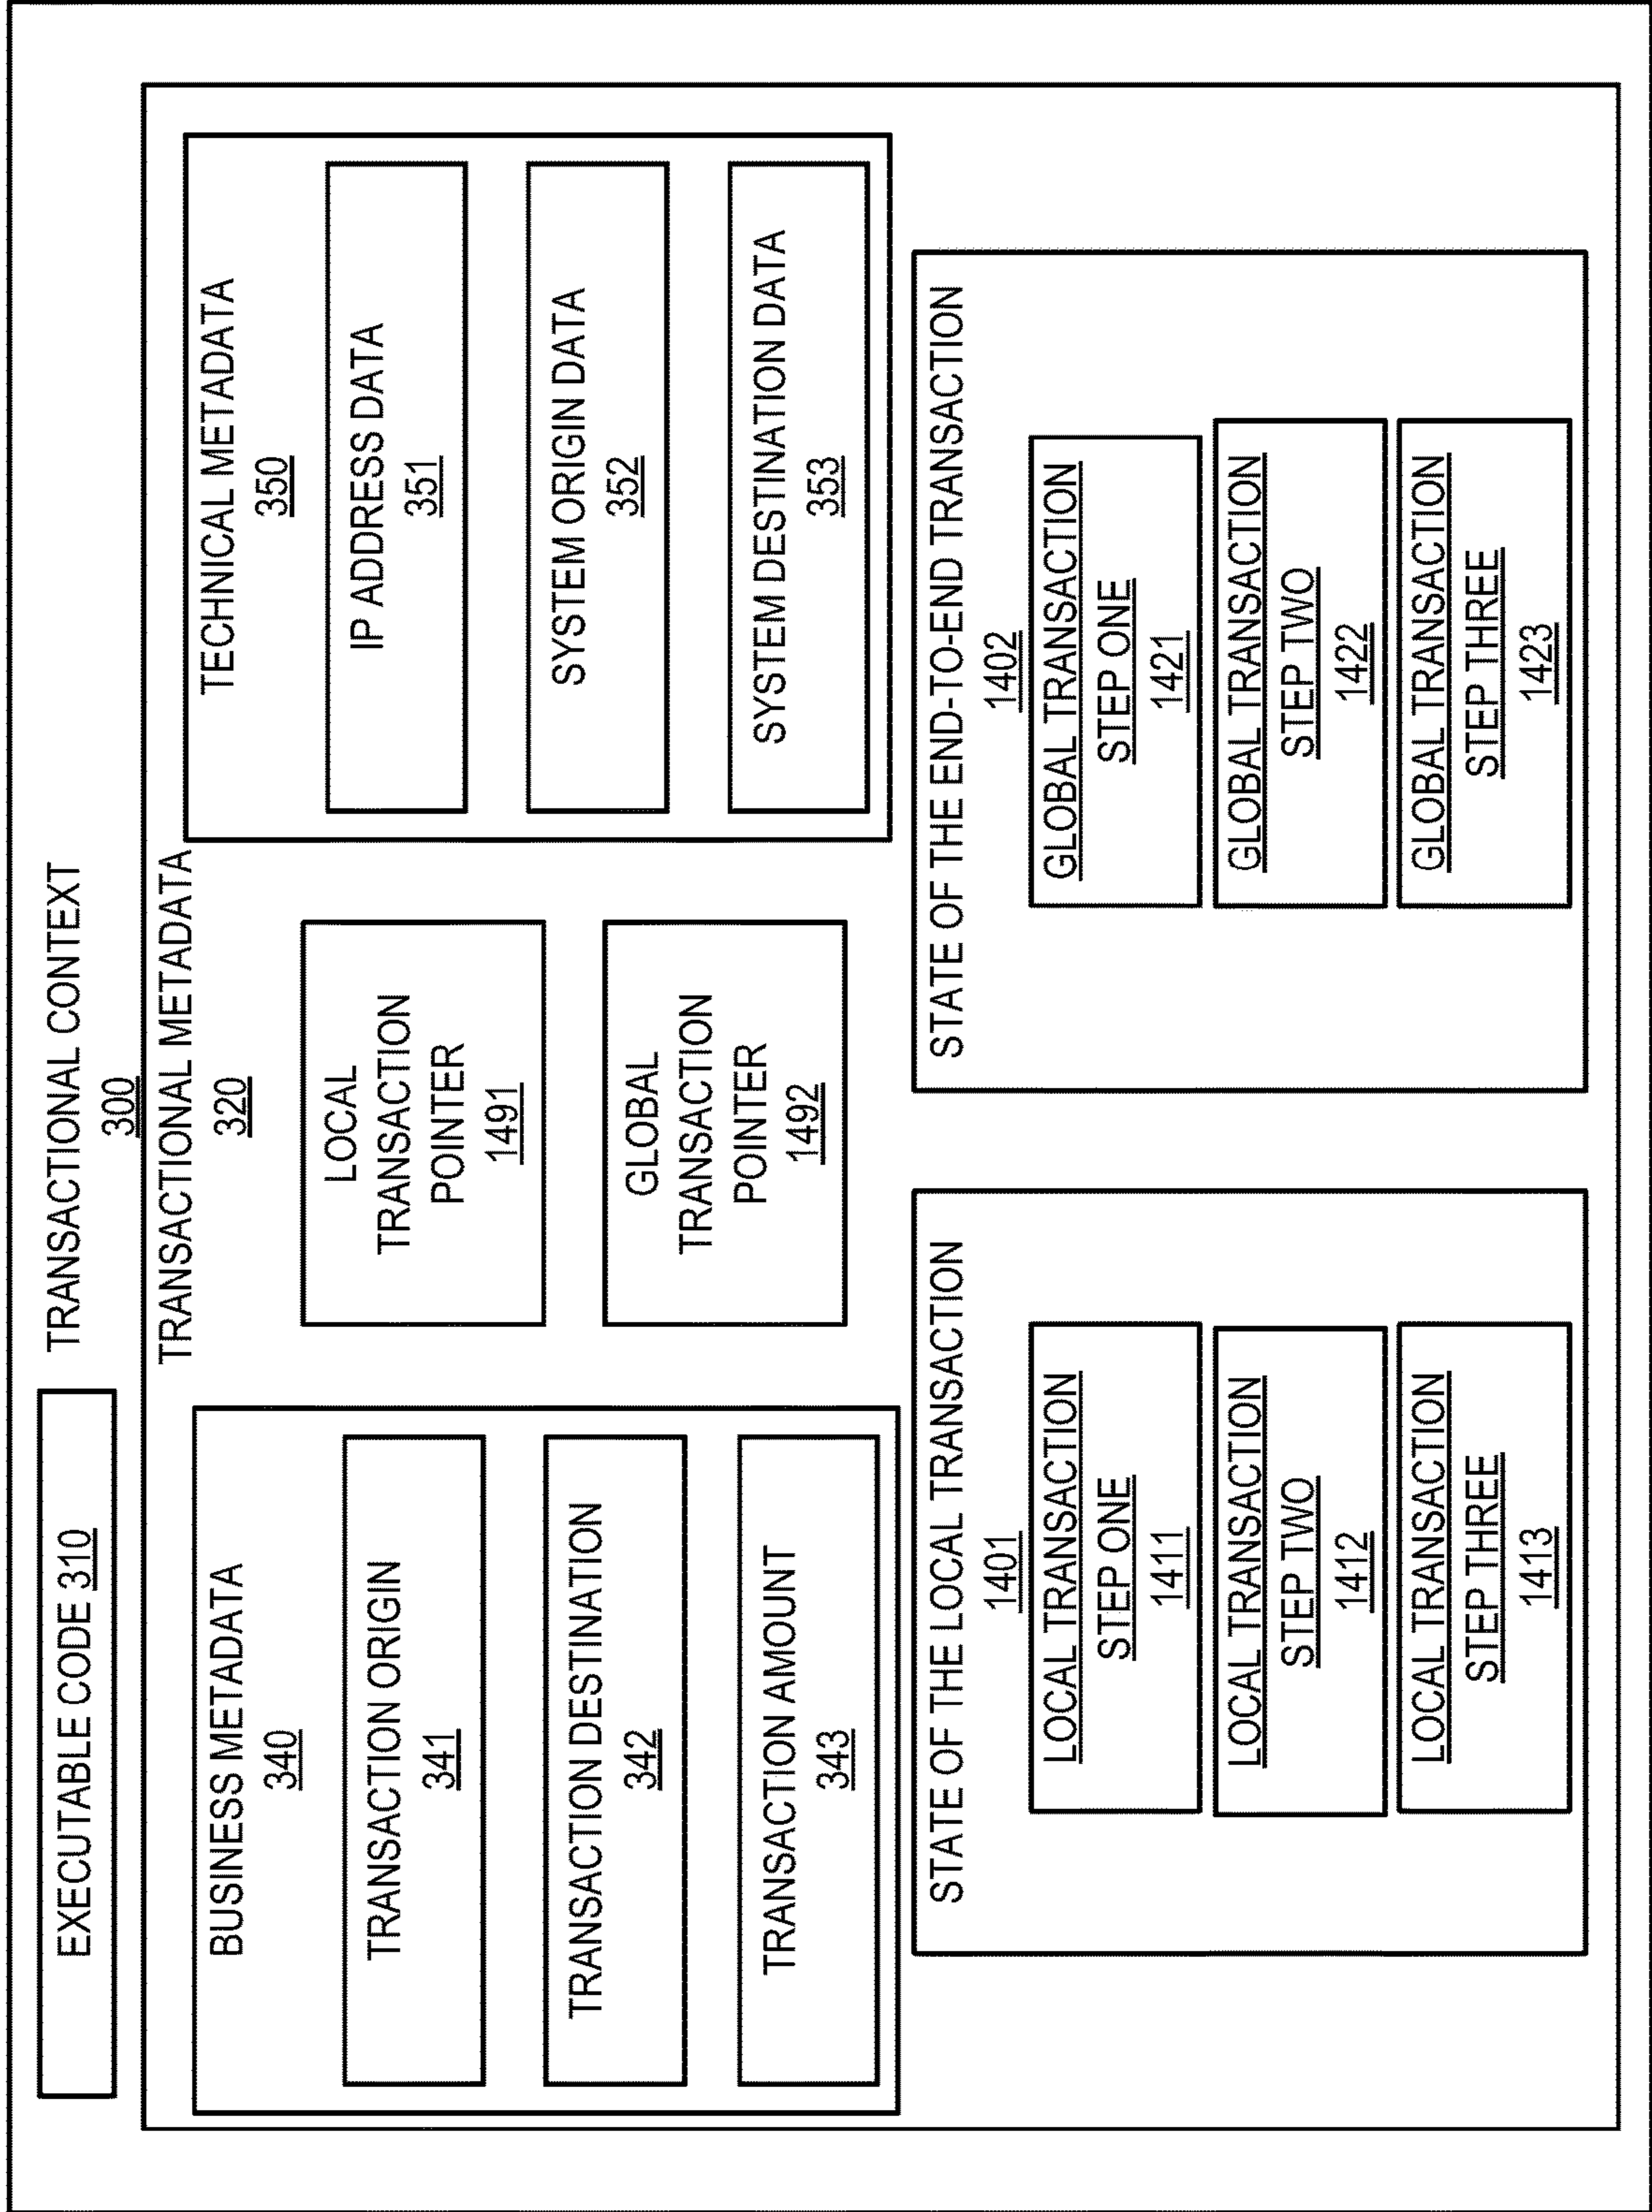 EXECUTABLE CODE 310
TRANSACTIONAL CONTEXT
300
TRANSACTIONAL METADATA
320
BUSINESS METADATA
340
TRANSACTION ORIGIN
341
TRANSACTION DESTINATION
342
TRANSACTION AMOUNT
343
LOCAL
TRANSACTION
POINTER
1491
GLOBAL
TRANSACTION
POINTER
1492
TECHNICAL METADATA
350
IP ADDRESS DATA
351
SYSTEM ORIGIN DATA
352
SYSTEM DESTINATION DATA
353
STATE OF THE LOCAL TRANSACTION
1401
LOCAL TRANSACTION
STEP ONE
1411
LOCAL TRANSACTION
STEP TWO
1412
LOCAL TRANSACTION
STEP THREE
1413
STATE OF THE END-TO-END TRANSACTION
1402
GLOBAL TRANSACTION
STEP ONE
1421
GLOBAL TRANSACTION
STEP TWO
1422
GLOBAL TRANSACTION
STEP THREE
1423